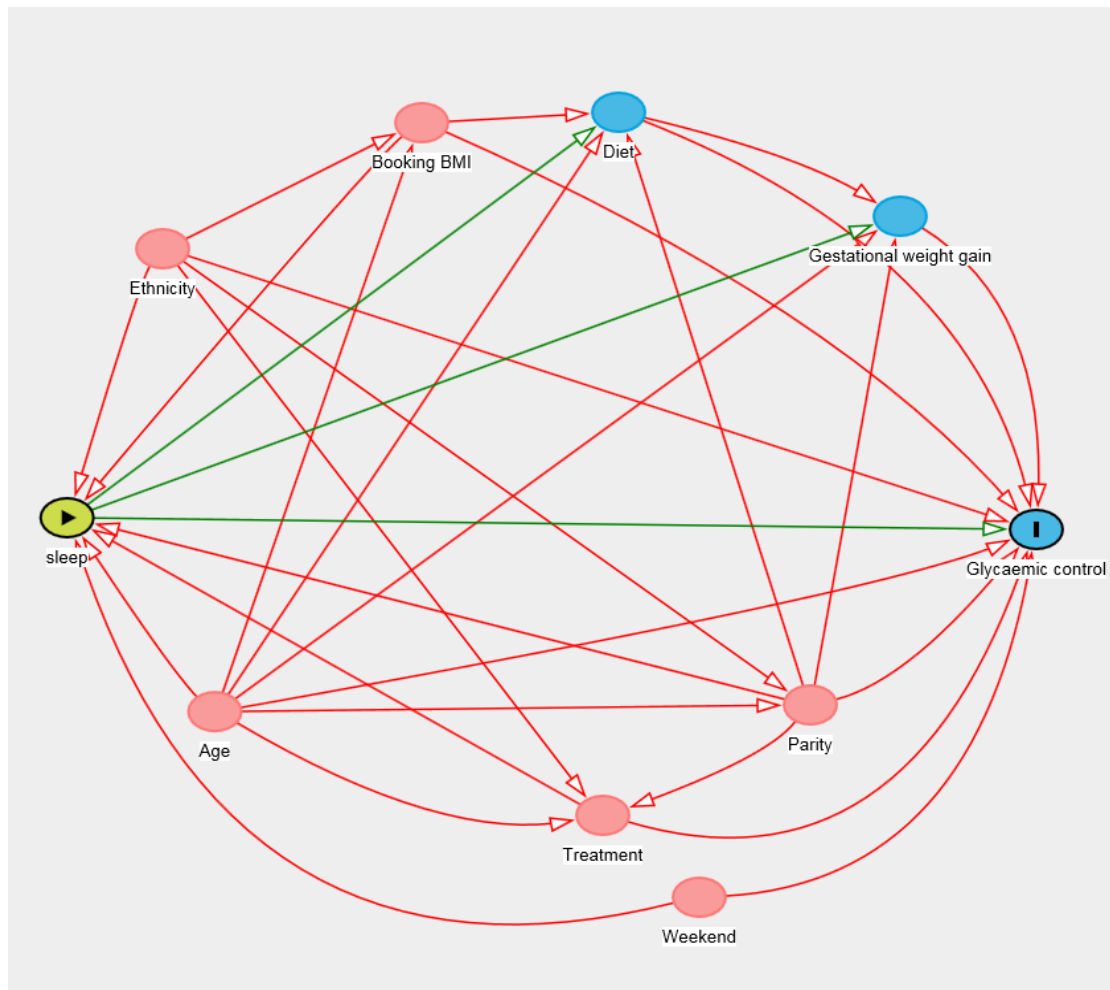 Diet
Booking BMI
Gestational weight gain
Ethnicity
sleep
Glycaemic control
Age
Parity
Treatment
Weekend